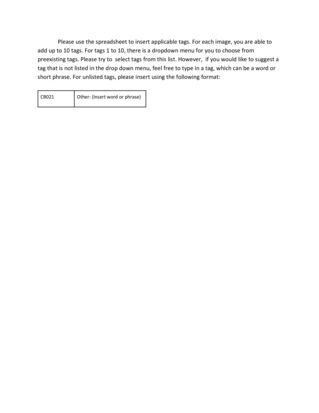 Please use the spreadsheet to insert applicable tags. For each image, you are able to
add up to 10 tags. For tags 1 to 10, there is a dropdown menu for you to choose from
preexisting tags. Please try to  select tags from this list. However,  if you would like to suggest a
tag that is not listed in the drop down menu, feel free to type in a tag, which can be a word or
short phrase. For unlisted tags, please insert using the following format:
CB021 Other: (Insert word or phrase)